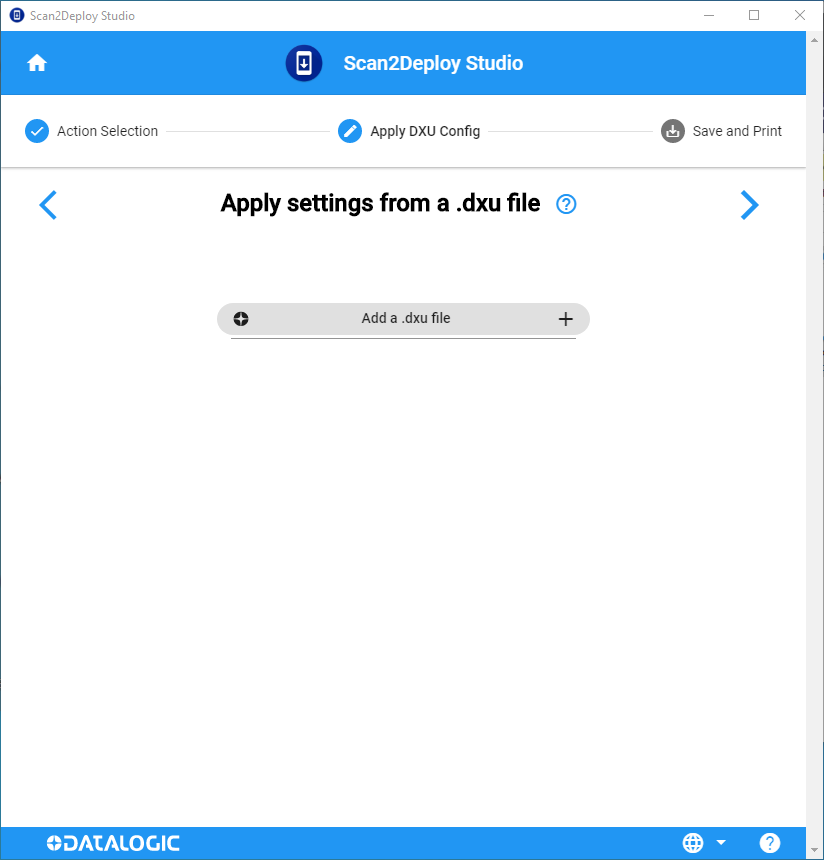 Scan2Deploy Studio
Scan2Deploy Studio
Action Selection
Apply DXU Config
Save and Print
Apply settings from a .dxu file
Add a .dxu file
DATALOGIC